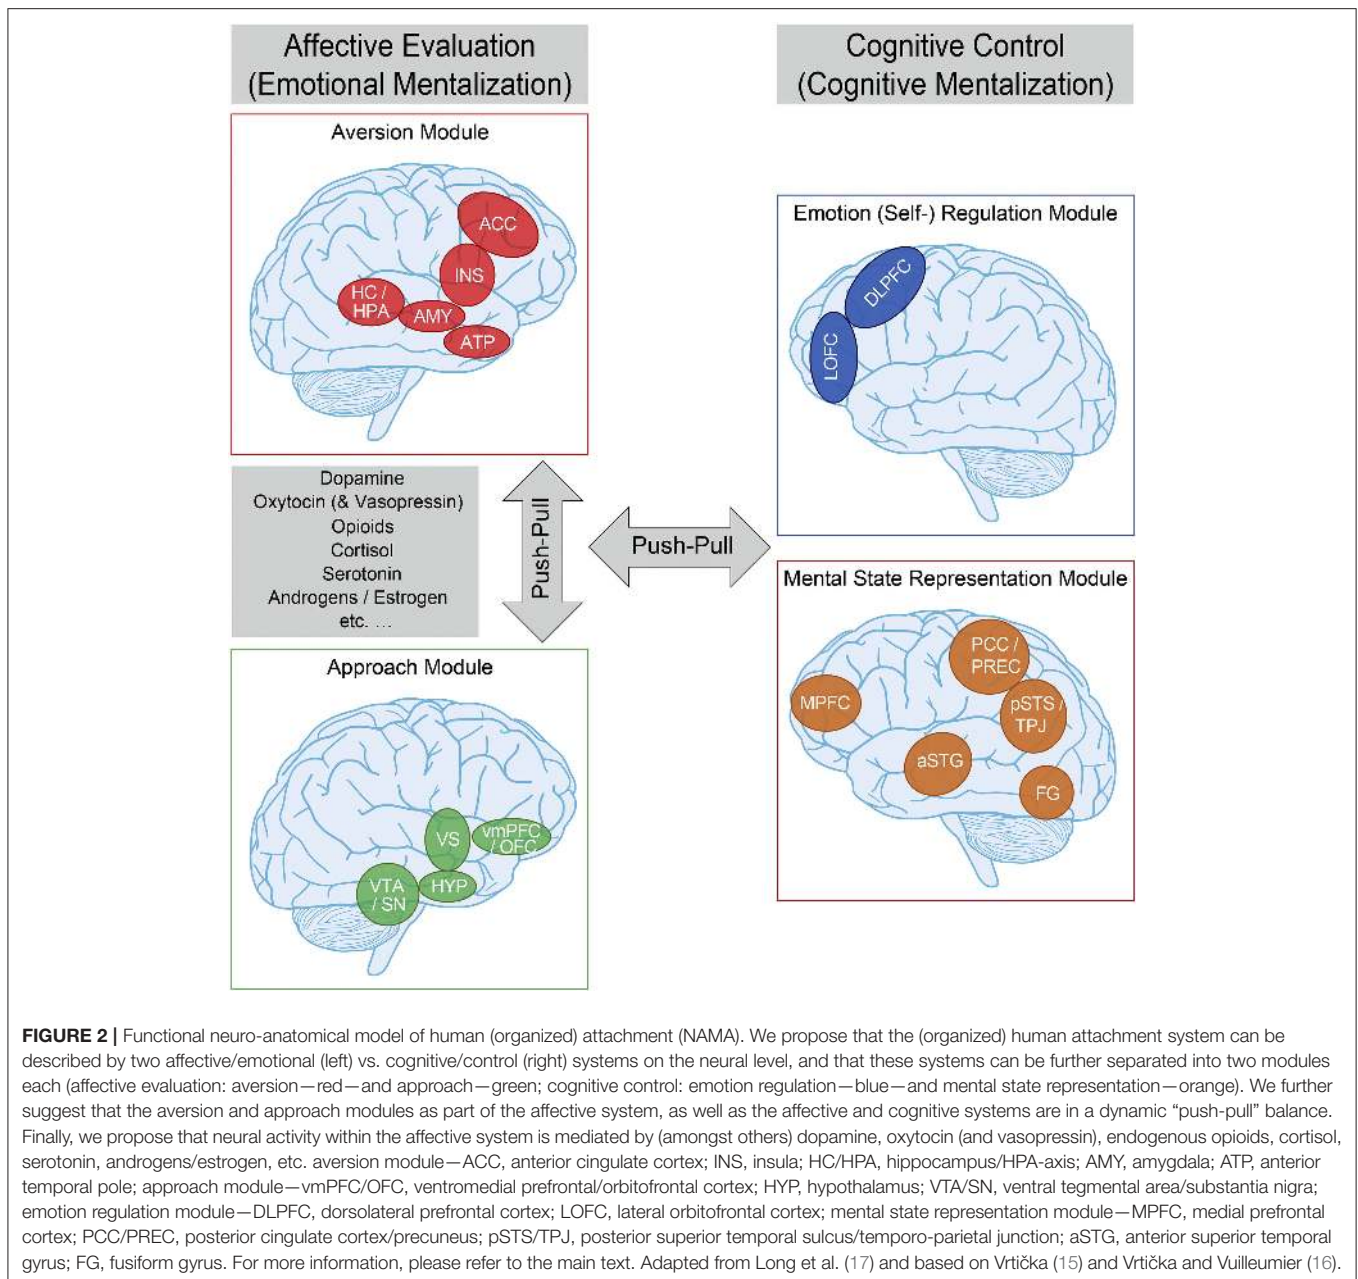 Affective Evaluation
(Emotional Mentalization)
Aversion Module
ACC
INS
HC /
HPA
AMY
ATP
Dopamine
Oxytocin (& Vasopressin)
Opioids
Cortisol
Serotonin
Androgens / Estrogen
etc. ...
Push-Pull
Push-Pull
Approach Module
VS
vmPFC
/ OFC
VTA
/ SN
HYP
Cognitive Control
(Cognitive Mentalization)
Emotion (Self-) Regulation Module
DLPFC
LOFC
Mental State Representation Module
PCC /
PREC
MPFC
pSTS /
TPJ
aSTG
FG
FIGURE 2 | Functional neuro-anatomical model of human (organized) attachment (NAMA). We propose that the (organized) human attachment system can be
described by two affective/emotional (left) vs. cognitive/control (right) systems on the neural level, and that these systems can be further separated into two modules
each (affective evaluation: aversion—red—and approach—green; cognitive control: emotion regulation—blue—and mental state representation—orange). We further
suggest that the aversion and approach modules as part of the affective system, as well as the affective and cognitive systems are in a dynamic “push-pull” balance.
Finally, we propose that neural activity within the affective system is mediated by (amongst others) dopamine, oxytocin (and vasopressin), endogenous opioids, cortisol,
serotonin, androgens/estrogen, etc. aversion module—ACC, anterior cingulate cortex; INS, insula; HC/HPA, hippocampus/HPA-axis; AMY, amygdala; ATP, anterior
temporal pole; approach module—vmPFC/OFC, ventromedial prefrontal/orbitofrontal cortex; HYP, hypothalamus; VTA/SN, ventral tegmental area/substantia nigra;
emotion regulation module—DLPFC, dorsolateral prefrontal cortex; LOFC, lateral orbitofrontal cortex; mental state representation module—MPFC, medial prefrontal
cortex; PCC/PREC, posterior cingulate cortex/precuneus; pSTS/TPJ, posterior superior temporal sulcus/temporo-parietal junction; aSTG, anterior superior temporal
gyrus; FG, fusiform gyrus. For more information, please refer to the main text. Adapted from Long et al. (17) and based on Vrtička (15) and Vrtička and Vuilleumier (16).